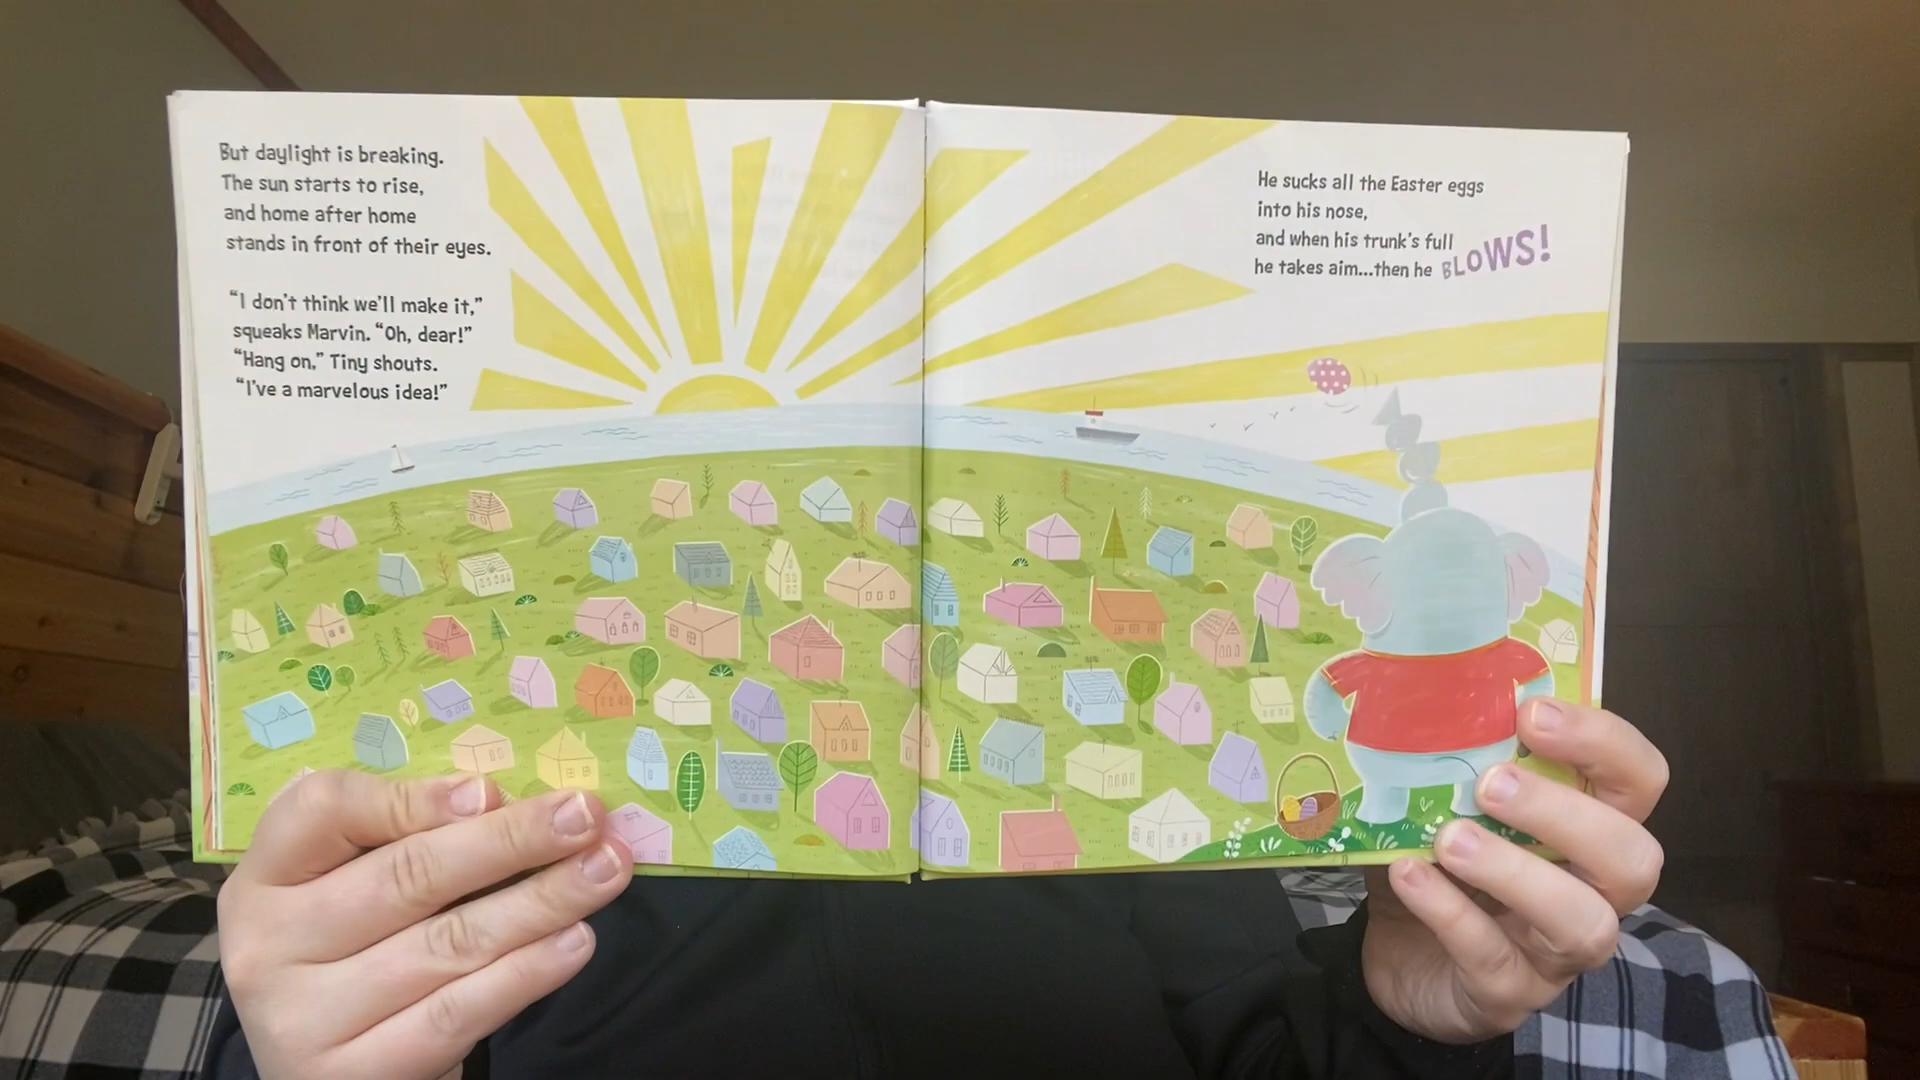 But daylight is breaking.
The sun starts to rise,
and home after home
stands in front of their eyes.
“I don’t think we’ll make it,”
squeaks Marvin. “Oh, dear!”
“Hang on,” Tiny shouts.
“I’ve a marvelous idea!”
He sucks all the Easter eggs
into his nose,
and when his trunk’s full
he takes aim...then he BLOWS!